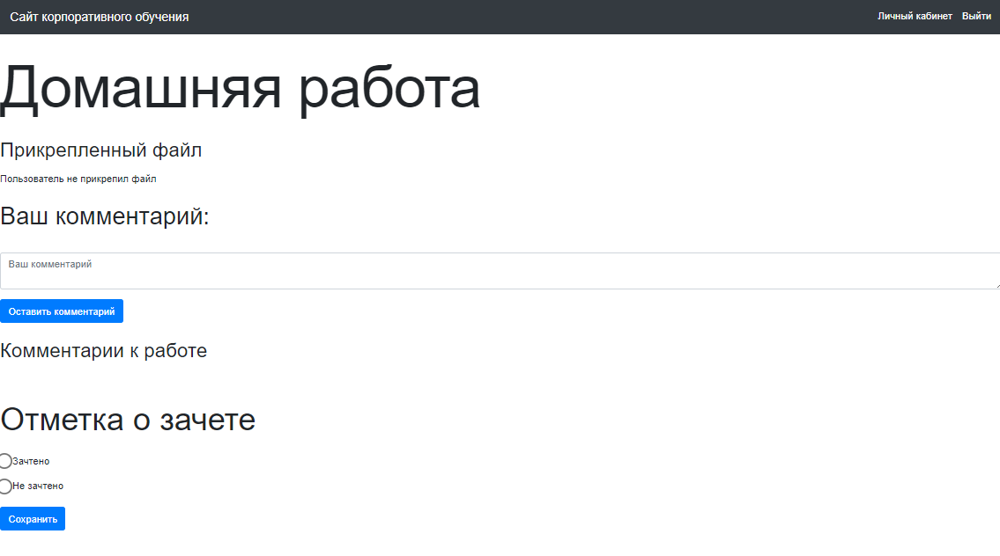 Сайт корпоративного обучения
Личный кабинет Выйти
Домашняя работа
Прикрепленный файл
Пользователь не прикрепил файл
Ваш комментарий:
Ваш комментарий
Оставить комментарий
Комментарии к работе
Отметка о зачете
Зачтено
Не зачтено
Сохранить